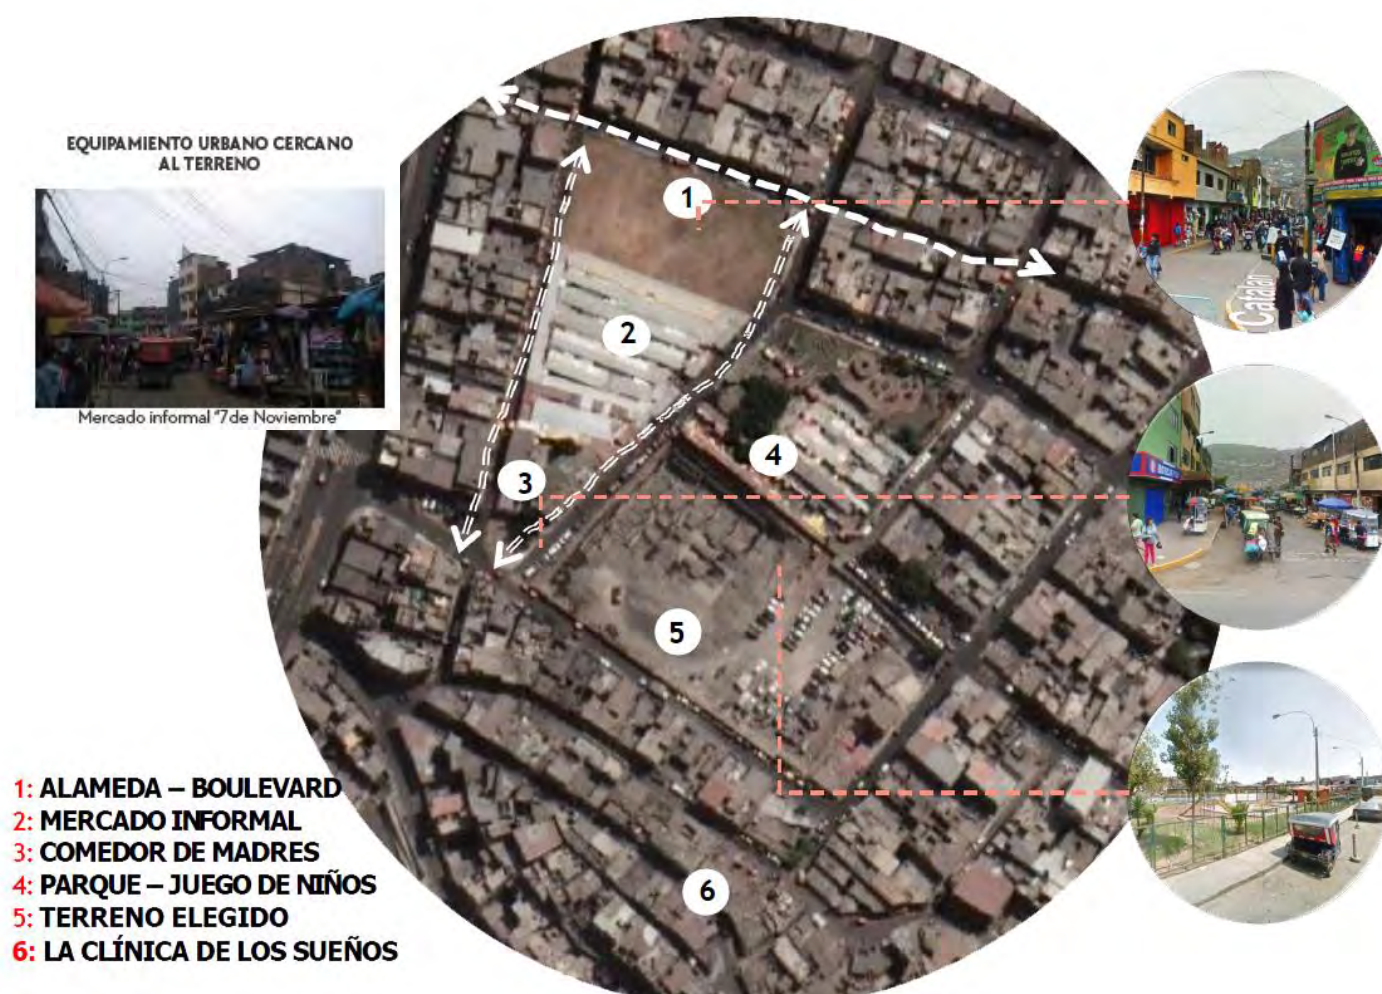 EQUIPAMIENTO URBANO CERCANO
AL TERRENO
Mercado informal "7 de Noviembre"
1
2
3
4
5
6
Catalan
1: ALAMEDA – BOULEVARD
2: MERCADO INFORMAL
3: COMEDOR DE MADRES
4: PARQUE – JUEGO DE NIÑOS
5: TERRENO ELEGIDO
6: LA CLÍNICA DE LOS SUEÑOS